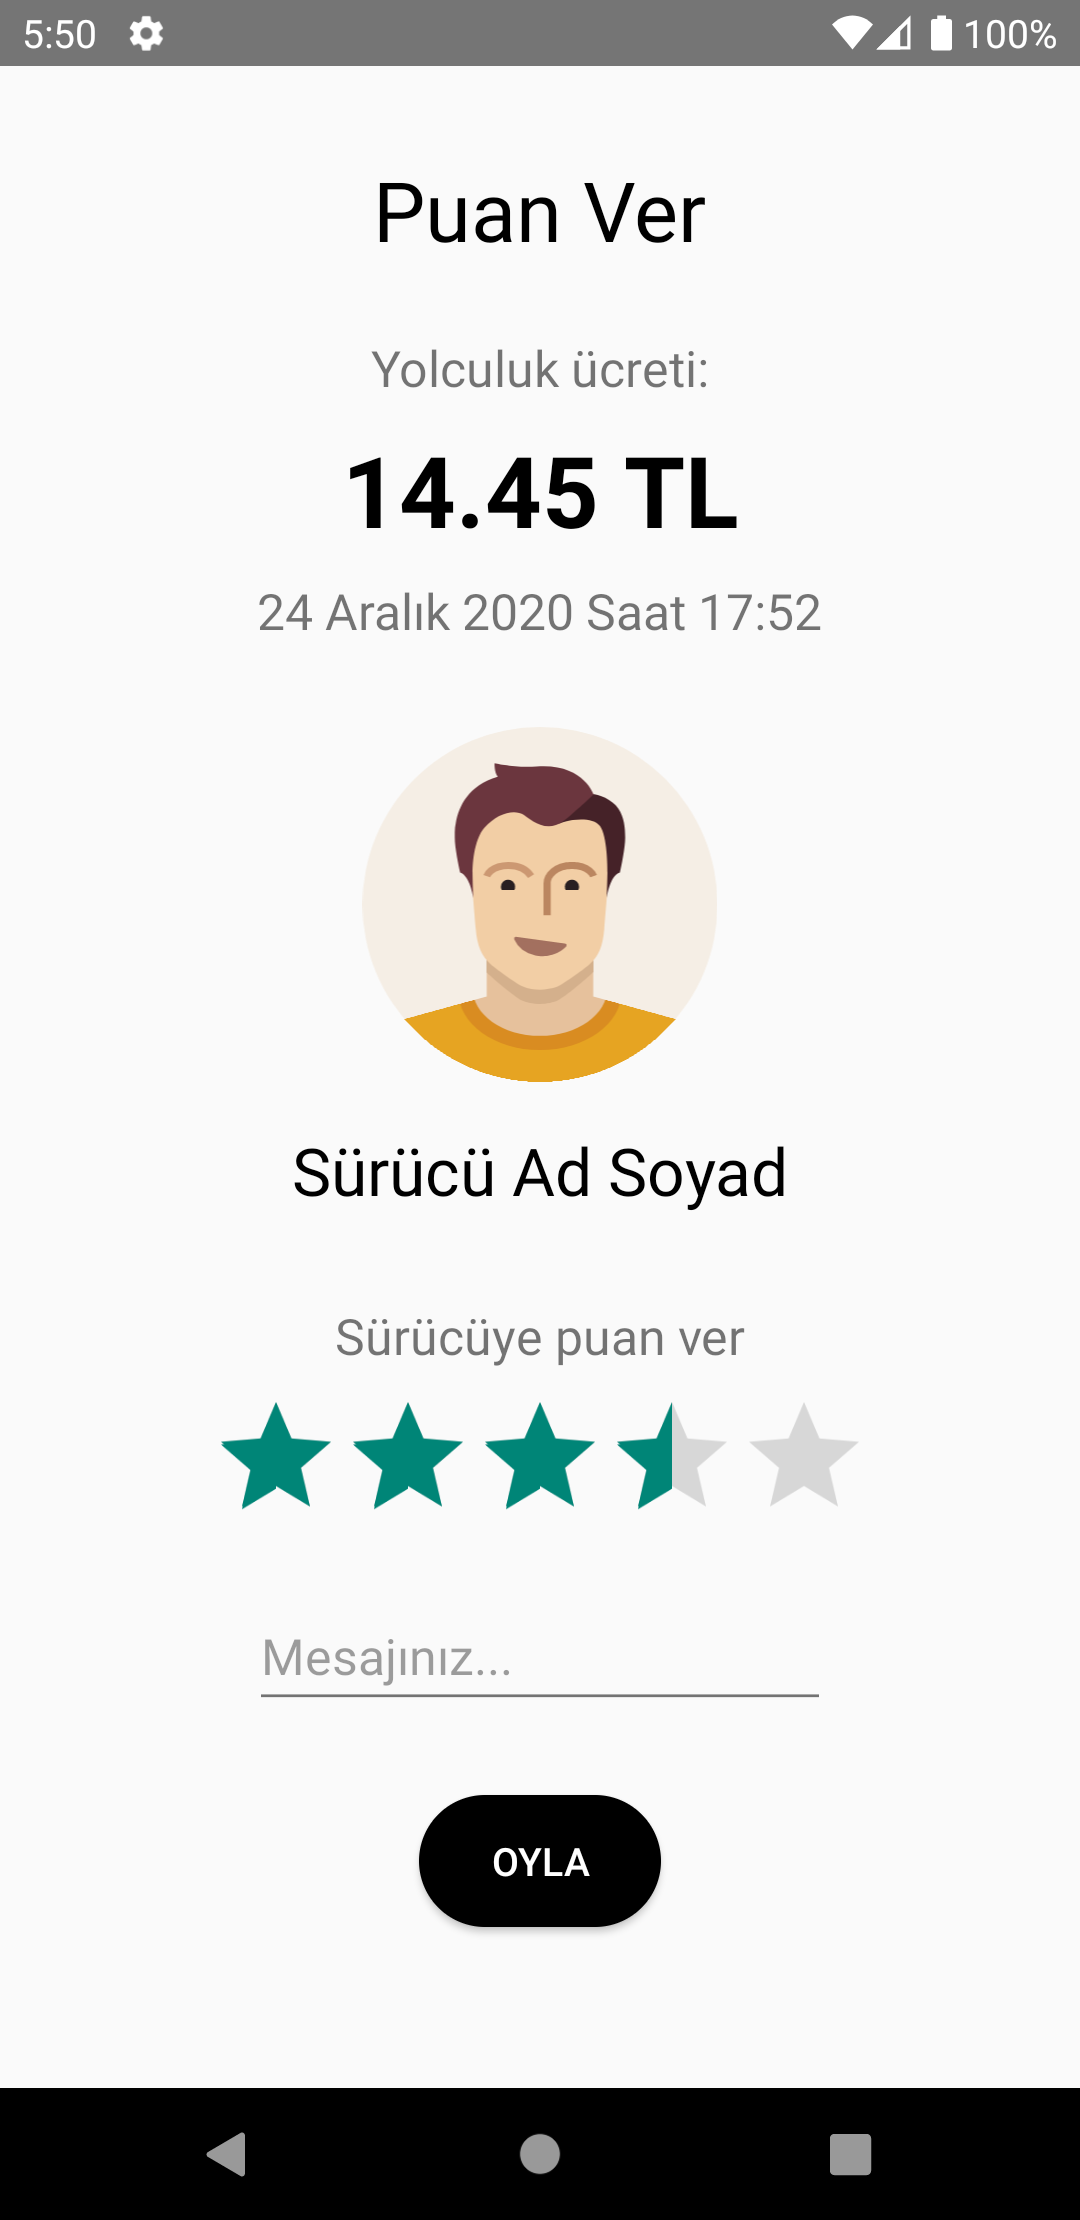 5:50 100%
Puan Ver
Yolculuk ücreti:
14.45 TL
24 Aralık 2020 Saat 17:52
Sürücü Ad Soyad
Sürücüye puan ver
Mesajınız...
OYLA